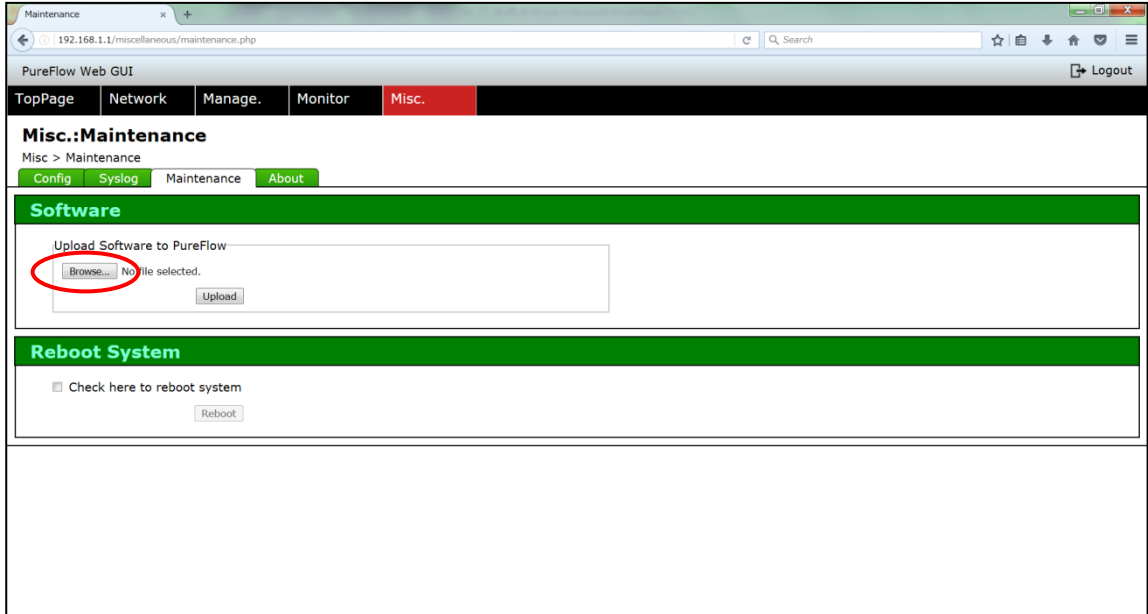 Maintenance
192.168.1.1/miscellaneous/maintenance.php Search
PureFlow Web GUI Logout
TopPage Network Manage. Monitor Misc.
Misc.:Maintenance
Misc > Maintenance
Config Syslog Maintenance About
Software
Upload Software to PureFlow
Browse... No file selected.
Upload
Reboot System
Check here to reboot system
Reboot